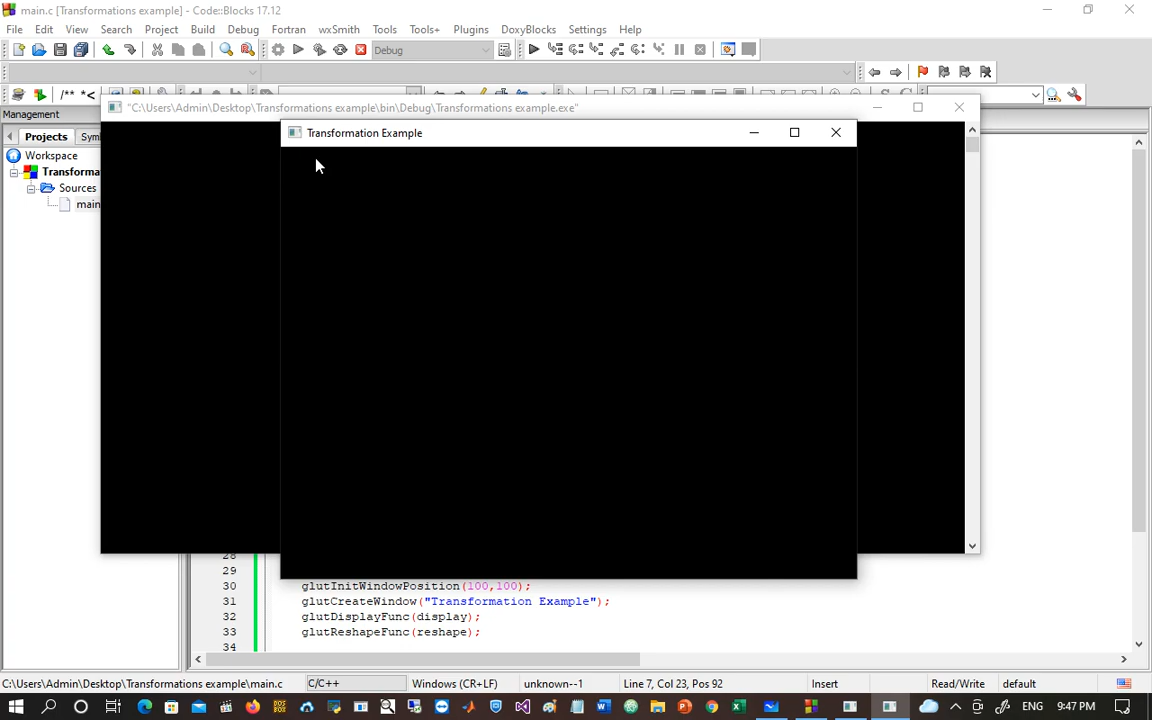 main.c [Transformations example] - Code::Blocks 17.12
File Edit View Search Project Build Debug Fortran wxSmith Tools Tools+ Plugins DoxyBlocks Settings Help
Debug
/** *<
Management
"C:\Users\Admin\Desktop\Transformations example\bin\Debug\Transformations example.exe"
Projects
Transformation Example
Workspace
Sources
28
29
30 glutInitWindowPosition(100,100);
31 glutCreateWindow("Transformation Example");
32 glutDisplayFunc(display);
33 glutReshapeFunc(reshape);
34
C:\Users\Admin\Desktop\Transformations example\main.c C/C++ Windows (CR+LF) unknown--1 Line 7, Col 23, Pos 92 Insert Read/Write default
ENG 9:47 PM